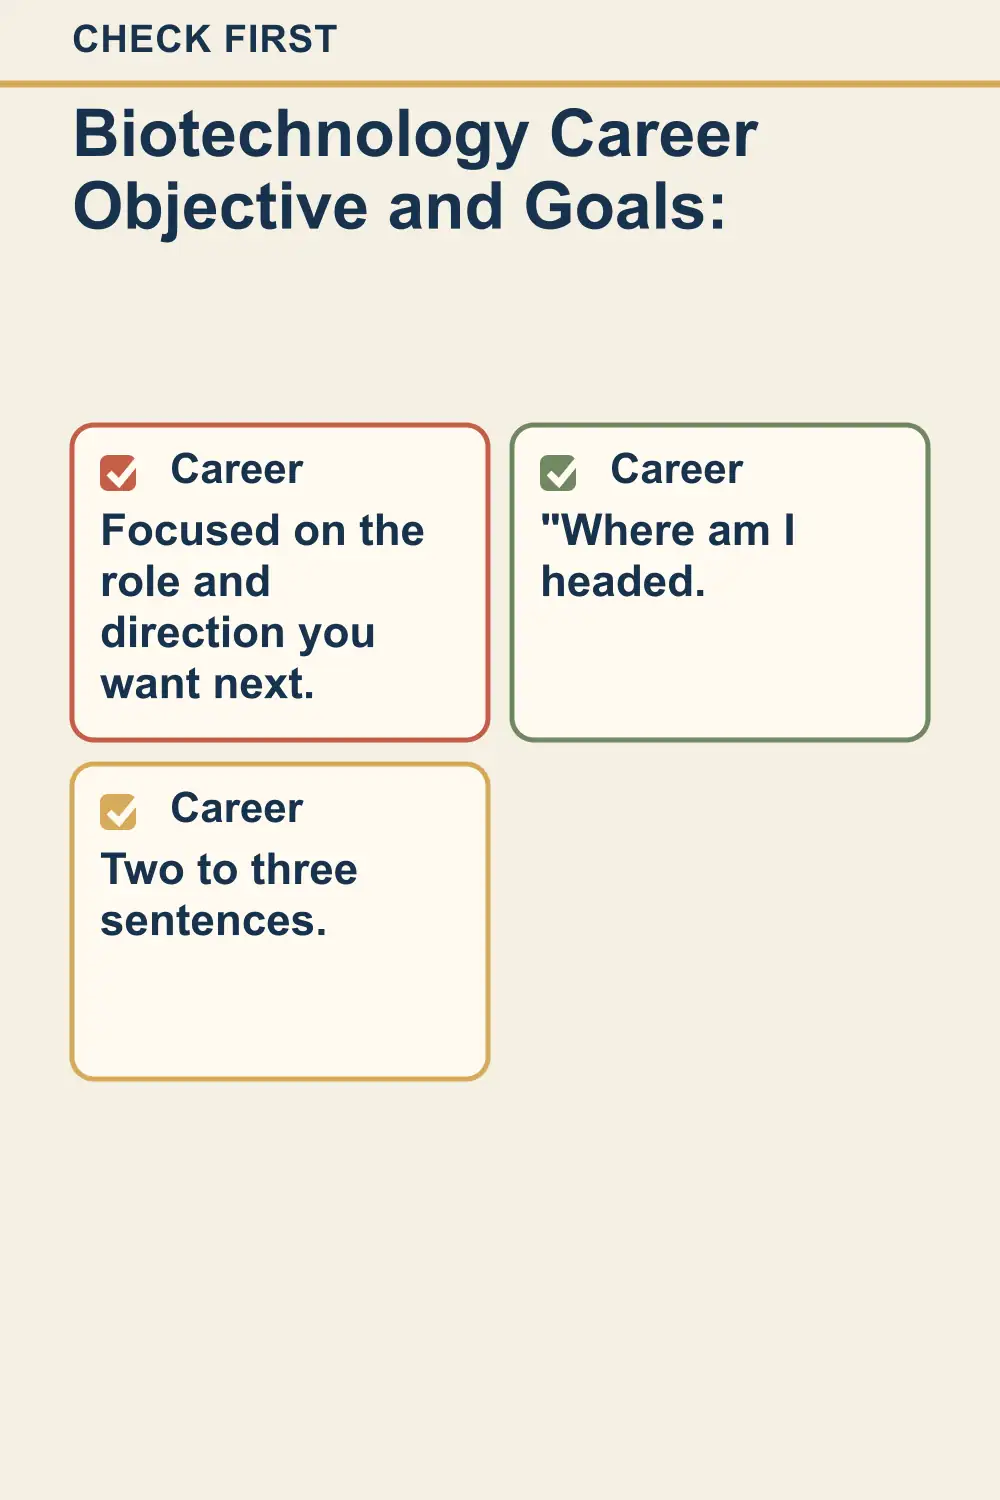 CHECK FIRST
Biotechnology Career
Objective and Goals:
Career
Focused on the
role and
direction you
want next.
Career
"Where am I
headed.
Career
Two to three
sentences.